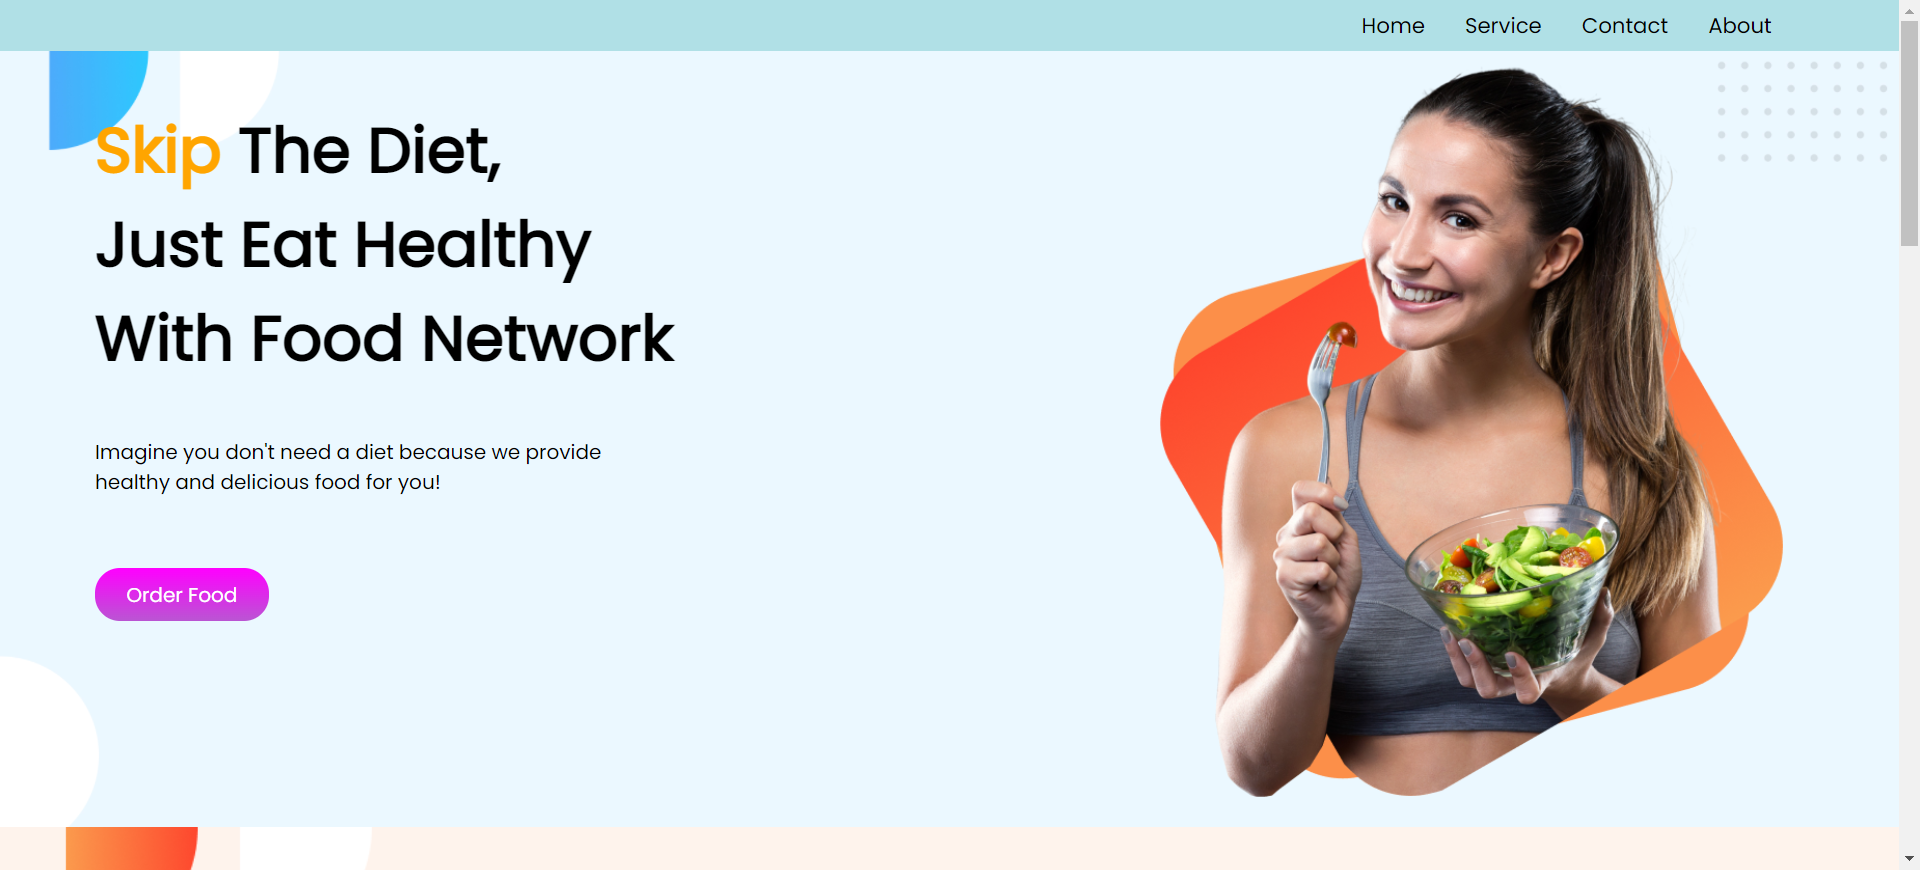 Home Service Contact About
Skip The Diet,
Just Eat Healthy
With Food Network
Imagine you don't need a diet because we provide
healthy and delicious food for you!
Order Food